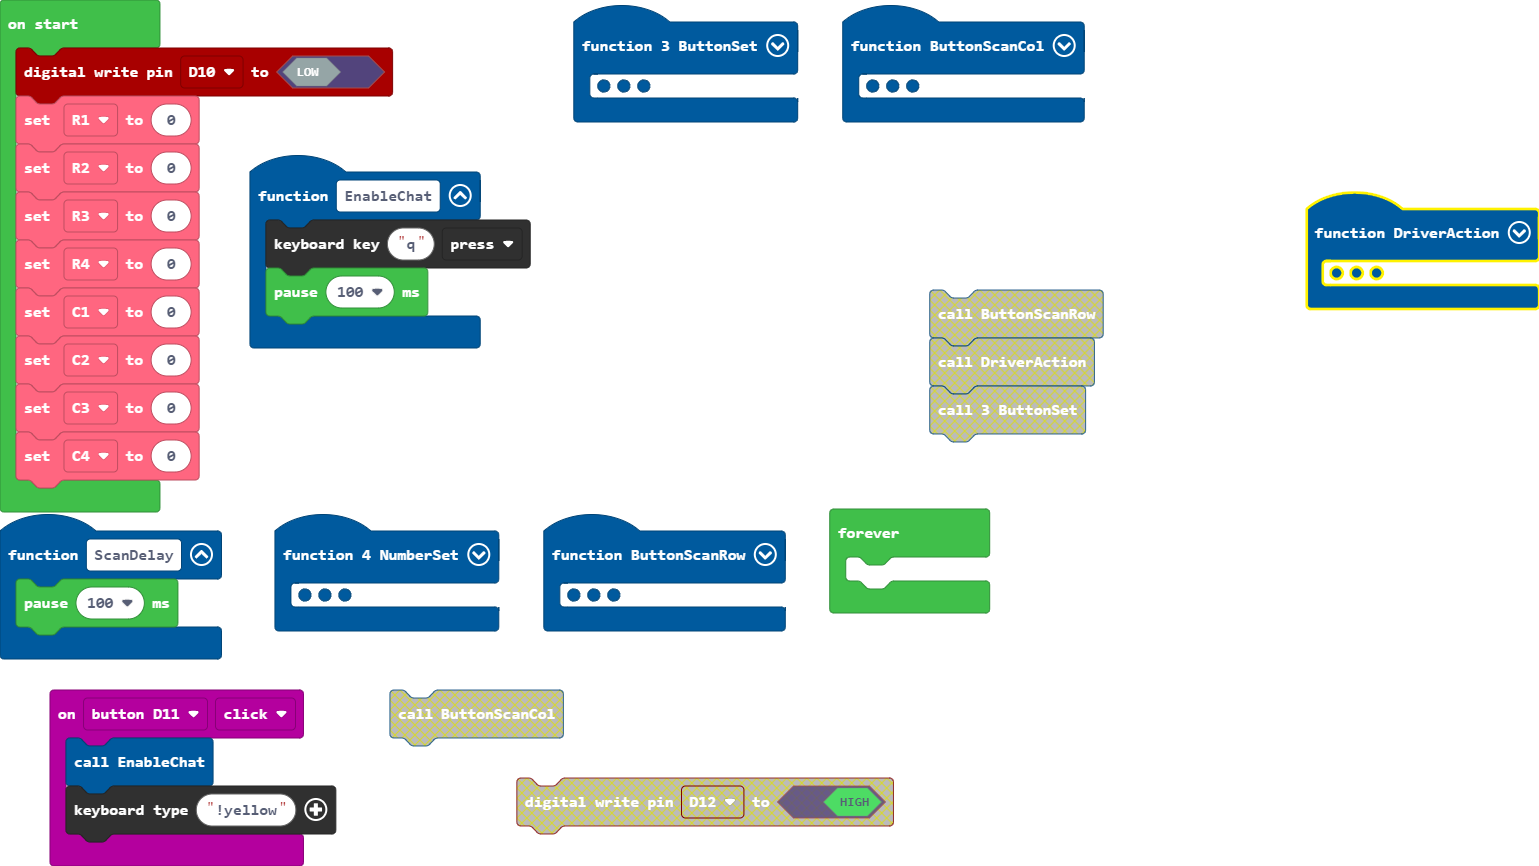 on start
digital write pin D10 to LOW
set R1 to 0
set R2 to 0
set R3 to 0
set R4 to 0
set C1 to 0
set C2 to 0
set C3 to 0
set C4 to 0
function 3 ButtonSet
function ButtonScanCol
function EnableChat
keyboard key "q" press
pause 100 ms
function DriverAction
call ButtonScanRow
call DriverAction
call 3 ButtonSet
function ScanDelay
pause 100 ms
function 4 NumberSet
function ButtonScanRow
forever
on button D11 click
call EnableChat
keyboard type "!yellow"
call ButtonScanCol
digital write pin D12 to HIGH